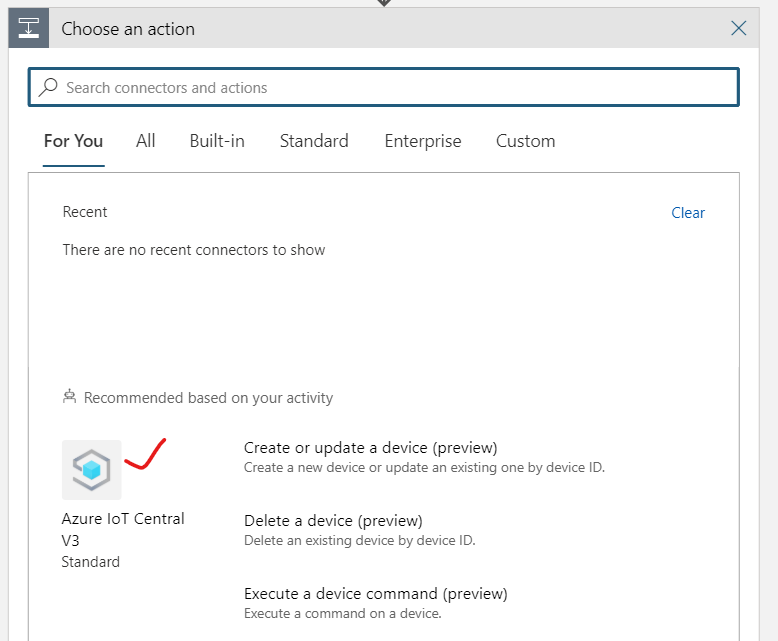 Choose an action
Search connectors and actions
For You All Built-in Standard Enterprise Custom
Recent Clear
There are no recent connectors to show
Recommended based on your activity
Azure IoT Central
V3
Standard
Create or update a device (preview)
Create a new device or update an existing one by device ID.
Delete a device (preview)
Delete an existing device by device ID.
Execute a device command (preview)
Execute a command on a device.